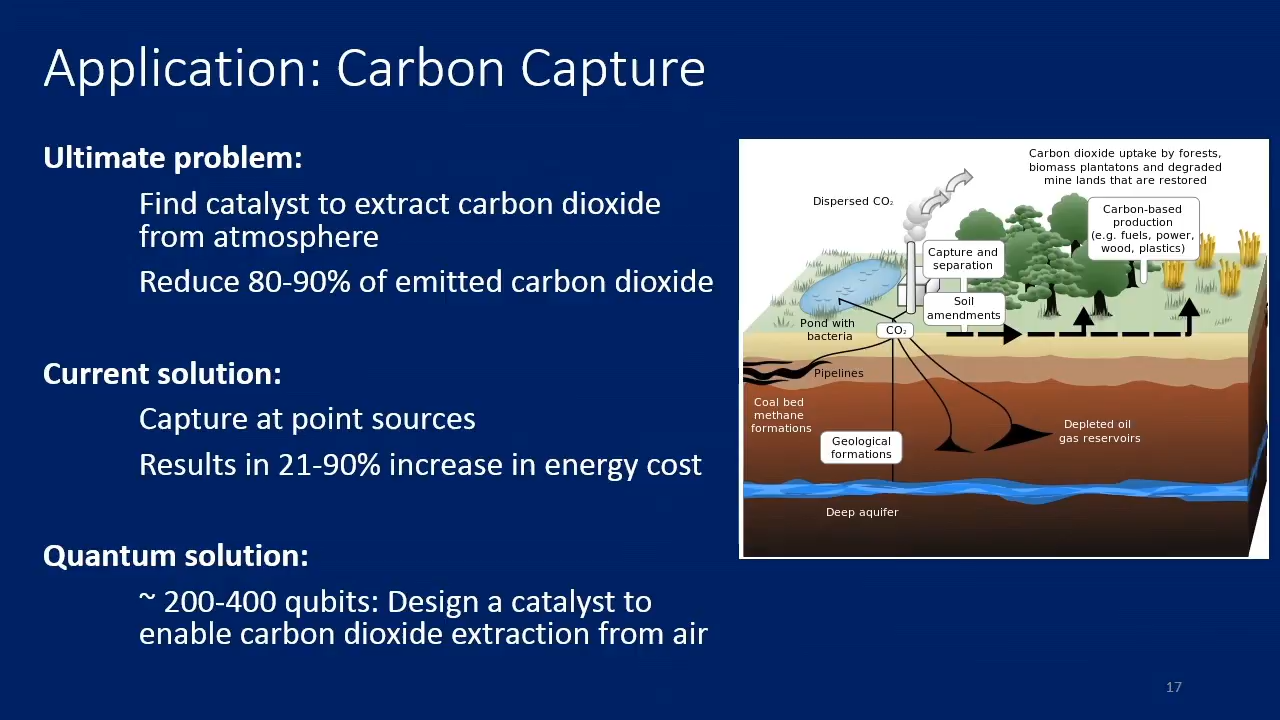 Application: Carbon Capture
Ultimate problem:
Find catalyst to extract carbon dioxide
from atmosphere
Reduce 80-90% of emitted carbon dioxide
Current solution:
Capture at point sources
Results in 21-90% increase in energy cost
Quantum solution:
~ 200-400 qubits: Design a catalyst to
enable carbon dioxide extraction from air
Carbon dioxide uptake by forests,
biomass plantatons and degraded
mine lands that are restored
Dispersed CO₂
Carbon-based
production
(e.g. fuels, power,
wood, plastics)
Capture and
separation
Soil
amendments
Pond with
bacteria
CO₂
Pipelines
Coal bed
methane
formations
Depleted oil
gas reservoirs
Geological
formations
Deep aquifer
17